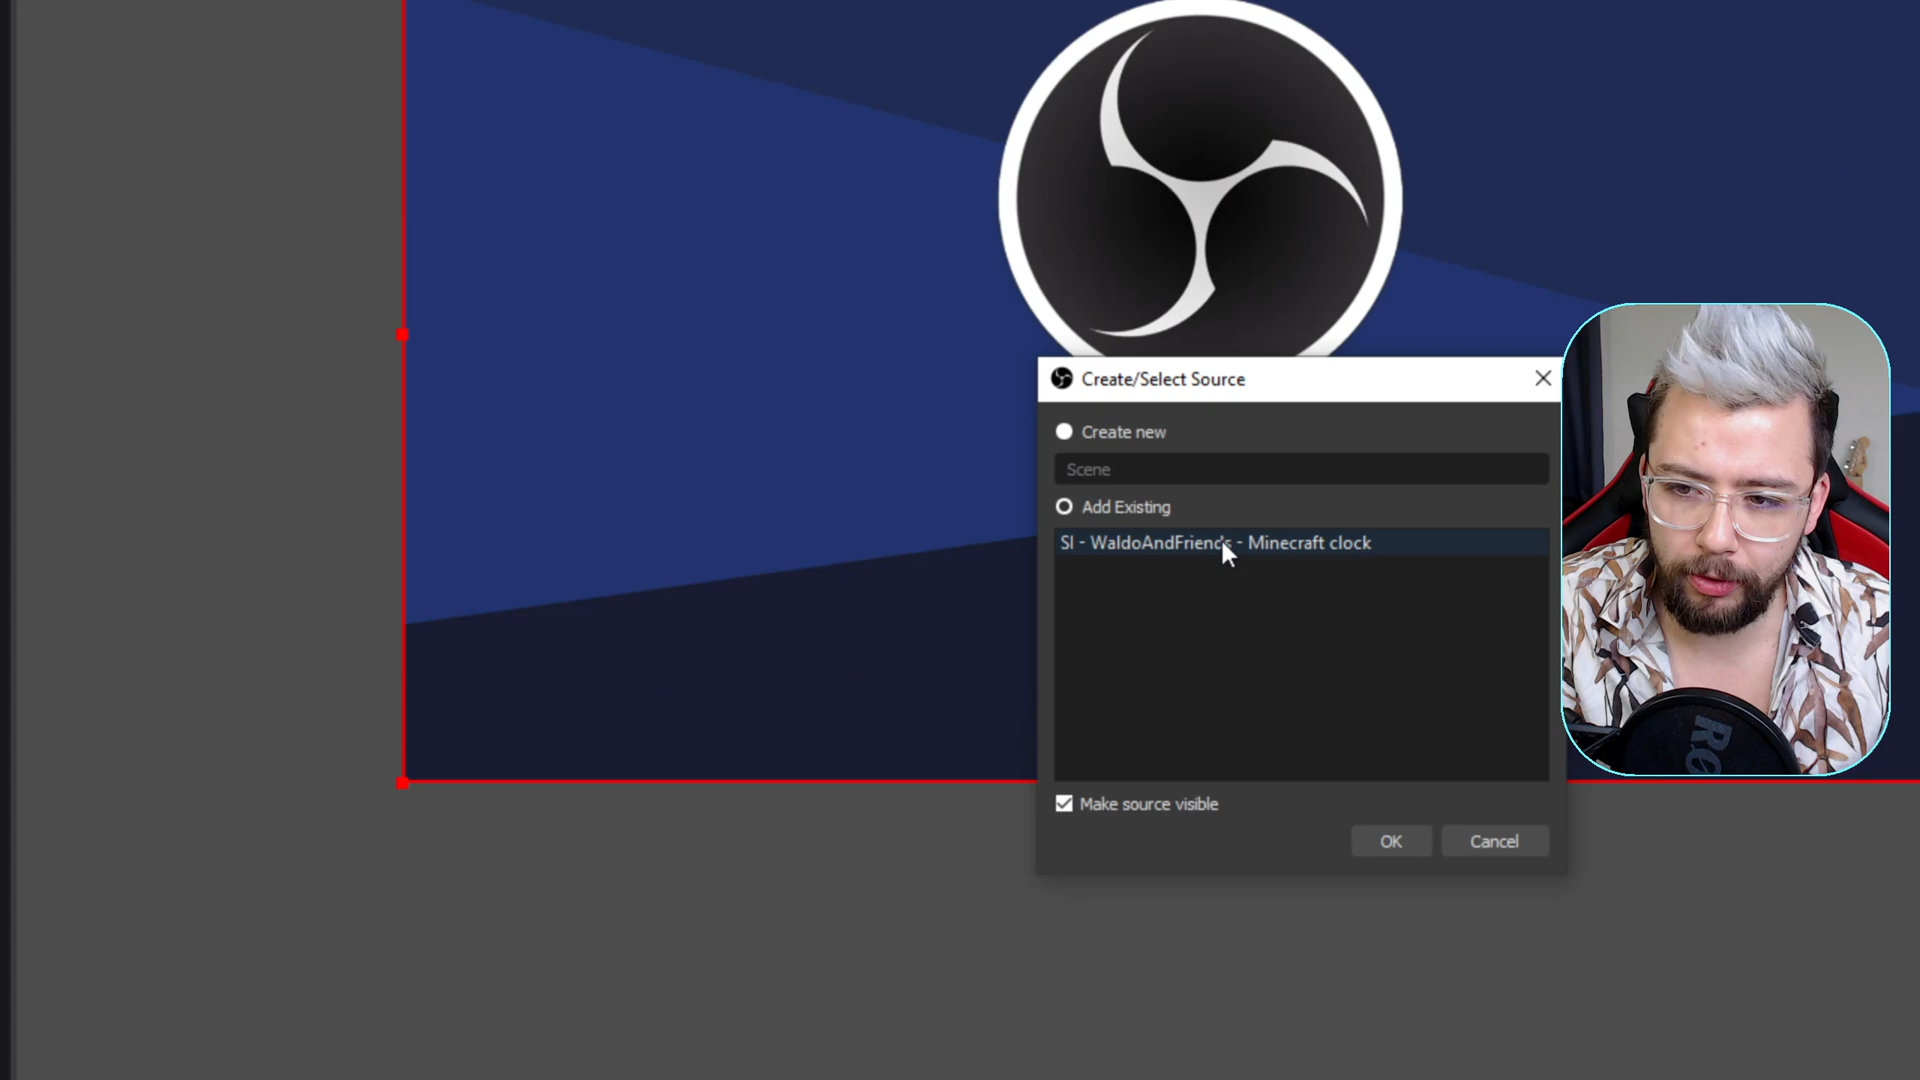 Create/Select Source
Create new
Scene
Add Existing
SI - WaldoAndFriends - Minecraft clock
Make source visible
OK
Cancel